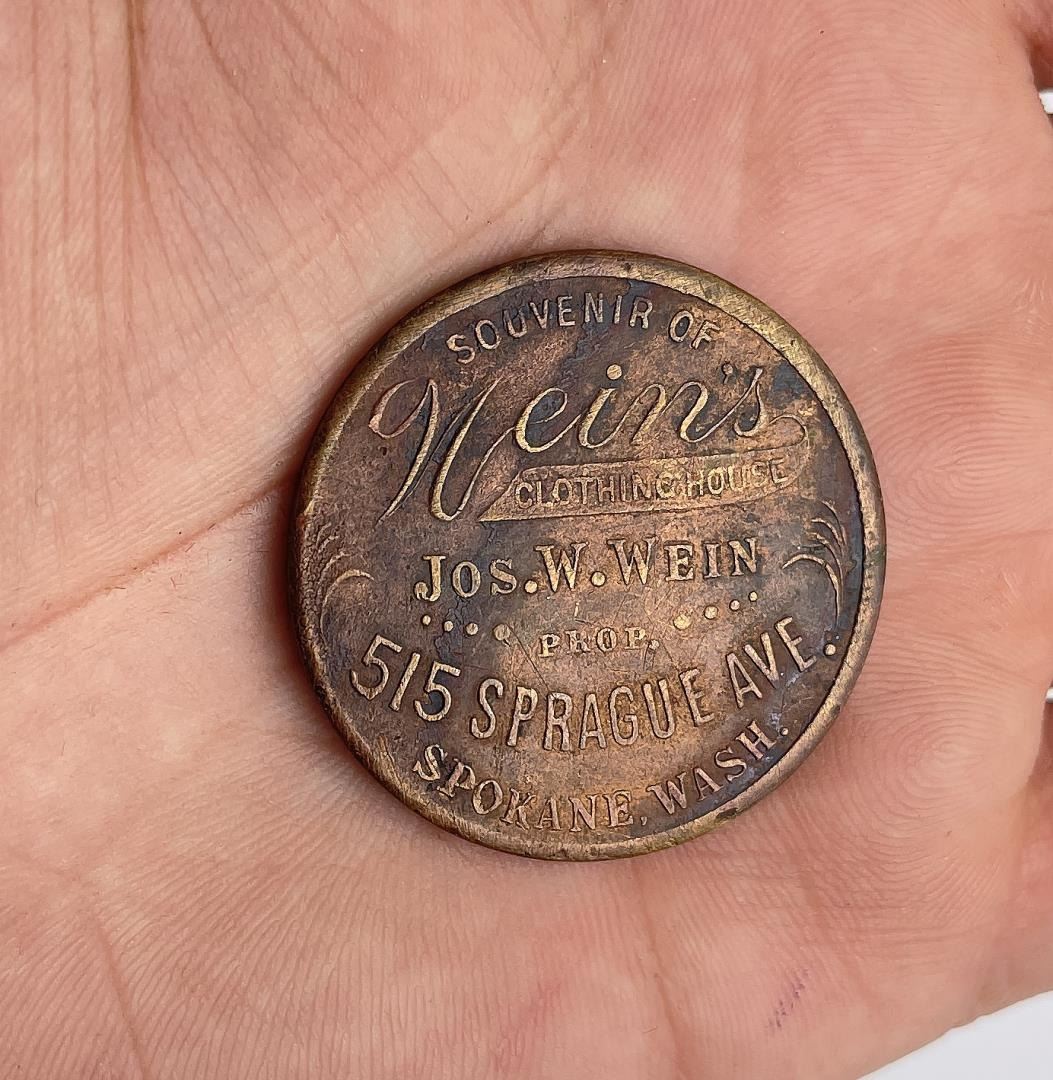 SOUVENIR OF
Wein's
CLOTHING HOUSE
JOS. W. WEIN
PROP.
515 SPRAGUE AVE.
SPOKANE, WASH.